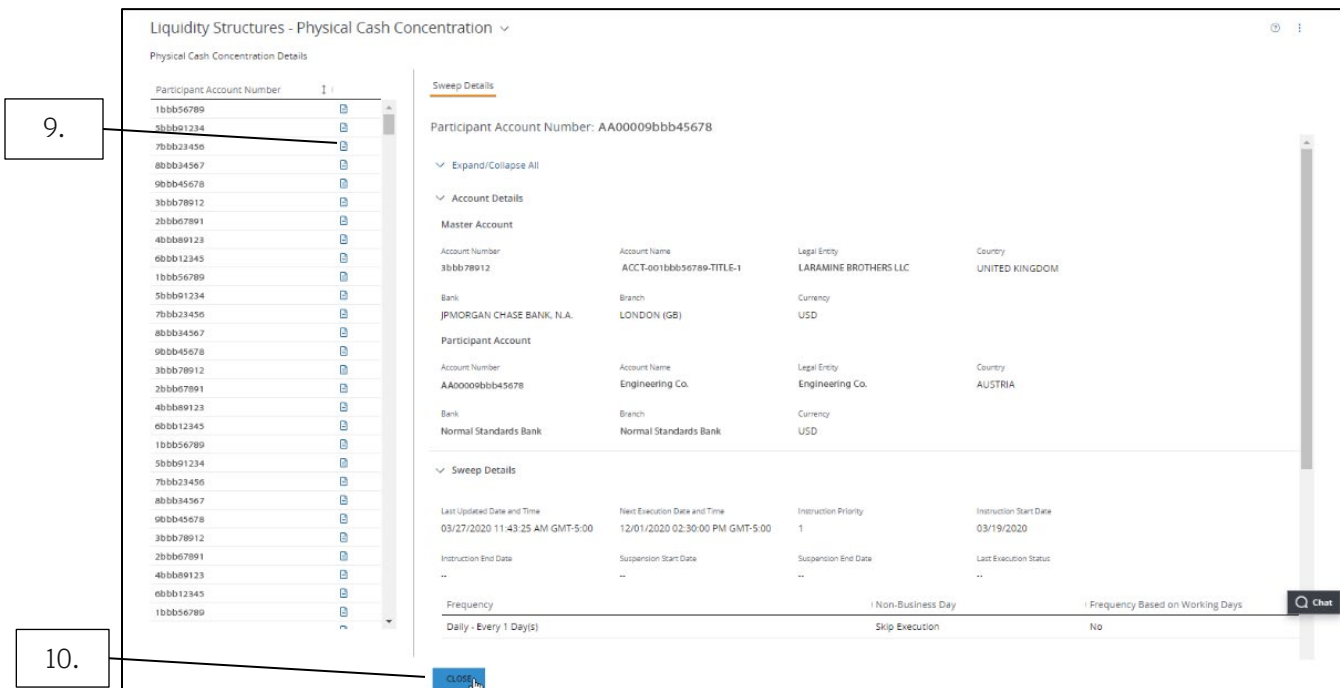 Liquidity Structures - Physical Cash Concentration
Physical Cash Concentration Details
Participant Account Number
1bbb56789
5bbb91234
7bbb23456
8bbb34567
9bbb45678
3bbb78912
2bbb67891
4bbb89123
6bbb12345
1bbb56789
5bbb91234
7bbb23456
8bbb34567
9bbb45678
3bbb78912
2bbb67891
4bbb89123
6bbb12345
1bbb56789
5bbb91234
7bbb23456
8bbb34567
9bbb45678
3bbb78912
2bbb67891
4bbb89123
6bbb12345
1bbb56789
9.
10.
Sweep Details
Participant Account Number: AA00009bbb45678
Expand/Collapse All
Account Details
Master Account
Account Number Account Name Legal Entity Country
3bbb78912 ACCT-001bbb56789-TITLE-1 LARAMINE BROTHERS LLC UNITED KINGDOM
Bank Branch Currency
JPMORGAN CHASE BANK, N.A. LONDON (GB) USD
Participant Account
Account Number Account Name Legal Entity Country
AA00009bbb45678 Engineering Co. Engineering Co. AUSTRIA
Bank Branch Currency
Normal Standards Bank Normal Standards Bank USD
Sweep Details
Last Updated Date and Time Next Execution Date and Time Instruction Priority Instruction Start Date
03/27/2020 11:43:25 AM GMT-5:00 12/01/2020 02:30:00 PM GMT-5:00 1 03/19/2020
Instruction End Date Suspension Start Date Suspension End Date Last Execution Status
-- -- -- --
Frequency Non-Business Day Frequency Based on Working Days
Daily - Every 1 Day(s) Skip Execution No
Chat
CLOSE